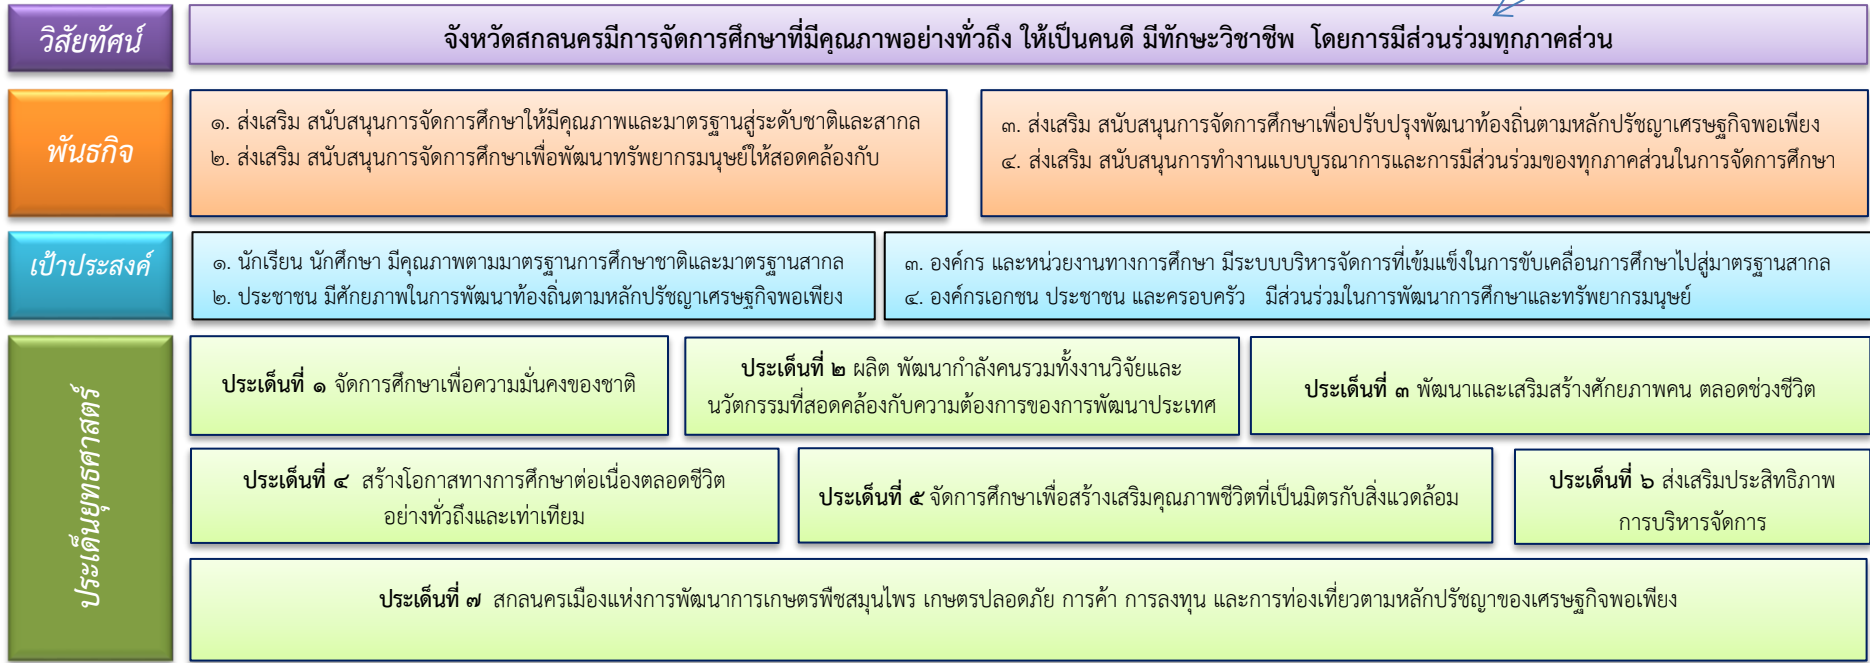 วิสัยทัศน์
จังหวัดสกลนครมีการจัดการศึกษาที่มีคุณภาพอย่างทั่วถึง ให้เป็นคนดี มีทักษะวิชาชีพ โดยการมีส่วนร่วมทุกภาคส่วน
พันธกิจ
๑. ส่งเสริม สนับสนุนการจัดการศึกษาให้มีคุณภาพและมาตรฐานสู่ระดับชาติและสากล
๒. ส่งเสริม สนับสนุนการจัดการศึกษาเพื่อพัฒนาทรัพยากรมนุษย์ให้สอดคล้องกับ
๓. ส่งเสริม สนับสนุนการจัดการศึกษาเพื่อปรับปรุงพัฒนาท้องถิ่นตามหลักปรัชญาเศรษฐกิจพอเพียง
๔. ส่งเสริม สนับสนุนการทำงานแบบบูรณาการและการมีส่วนร่วมของทุกภาคส่วนในการจัดการศึกษา
เป้าประสงค์
๑. นักเรียน นักศึกษา มีคุณภาพตามมาตรฐานการศึกษาชาติและมาตรฐานสากล
๒. ประชาชน มีศักยภาพในการพัฒนาท้องถิ่นตามหลักปรัชญาเศรษฐกิจพอเพียง
๓. องค์กร และหน่วยงานทางการศึกษา มีระบบบริหารจัดการที่เข้มแข็งในการขับเคลื่อนการศึกษาไปสู่มาตรฐานสากล
๔. องค์กรเอกชน ประชาชน และครอบครัว มีส่วนร่วมในการพัฒนาการศึกษาและทรัพยากรมนุษย์
ประเด็นยุทธศาสตร์
ประเด็นที่ ๑ จัดการศึกษาเพื่อความมั่นคงของชาติ
ประเด็นที่ ๒ ผลิต พัฒนากำลังคนรวมทั้งงานวิจัยและ
นวัตกรรมที่สอดคล้องกับความต้องการของการพัฒนาประเทศ
ประเด็นที่ ๓ พัฒนาและเสริมสร้างศักยภาพคน ตลอดช่วงชีวิต
ประเด็นที่ ๔ สร้างโอกาสทางการศึกษาต่อเนื่องตลอดชีวิต
อย่างทั่วถึงและเท่าเทียม
ประเด็นที่ ๕ จัดการศึกษาเพื่อสร้างเสริมคุณภาพชีวิตที่เป็นมิตรกับสิ่งแวดล้อม
ประเด็นที่ ๖ ส่งเสริมประสิทธิภาพ
การบริหารจัดการ
ประเด็นที่ ๗ สกลนครเมืองแห่งการพัฒนาการเกษตรพืชสมุนไพร เกษตรปลอดภัย การค้า การลงทุน และการท่องเที่ยวตามหลักปรัชญาของเศรษฐกิจพอเพียง